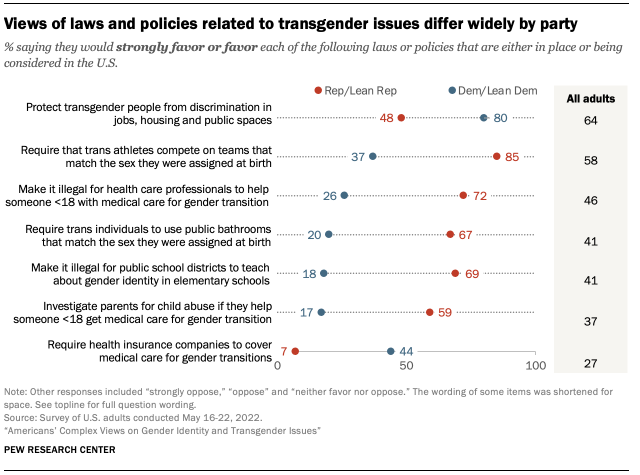 Views of laws and policies related to transgender issues differ widely by party
% saying they would strongly favor or favor each of the following laws or policies that are either in place or being
considered in the U.S.
Rep/Lean Rep Dem/Lean Dem All adults
Protect transgender people from discrimination in
jobs, housing and public spaces
48 80 64
Require that trans athletes compete on teams that
match the sex they were assigned at birth
37 85 58
Make it illegal for health care professionals to help
someone <18 with medical care for gender transition
26 72 46
Require trans individuals to use public bathrooms
that match the sex they were assigned at birth
20 67 41
Make it illegal for public school districts to teach
about gender identity in elementary schools
18 69 41
Investigate parents for child abuse if they help
someone <18 get medical care for gender transition
17 59 37
Require health insurance companies to cover
medical care for gender transitions
7 44 27
0 50 100
Note: Other responses included “strongly oppose,” “oppose” and “neither favor nor oppose.” The wording of some items was shortened for
space. See topline for full question wording.
Source: Survey of U.S. adults conducted May 16-22, 2022.
“Americans’ Complex Views on Gender Identity and Transgender Issues”
PEW RESEARCH CENTER